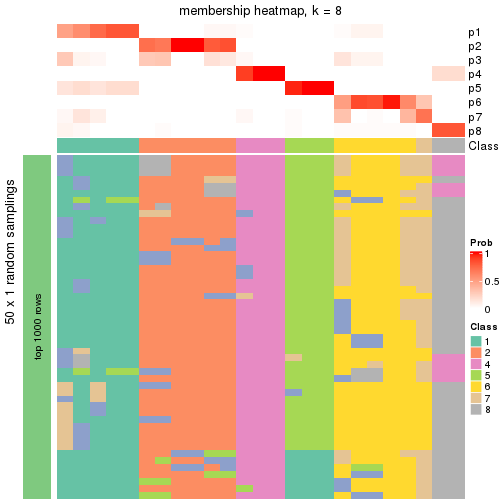 membership heatmap, k = 8
p1
p2
p3
p4
p5
p6
p7
p8
Class
50 x 1 random samplings
top 1000 rows
Prob
1
0.5
0
Class
1
2
4
5
6
7
8